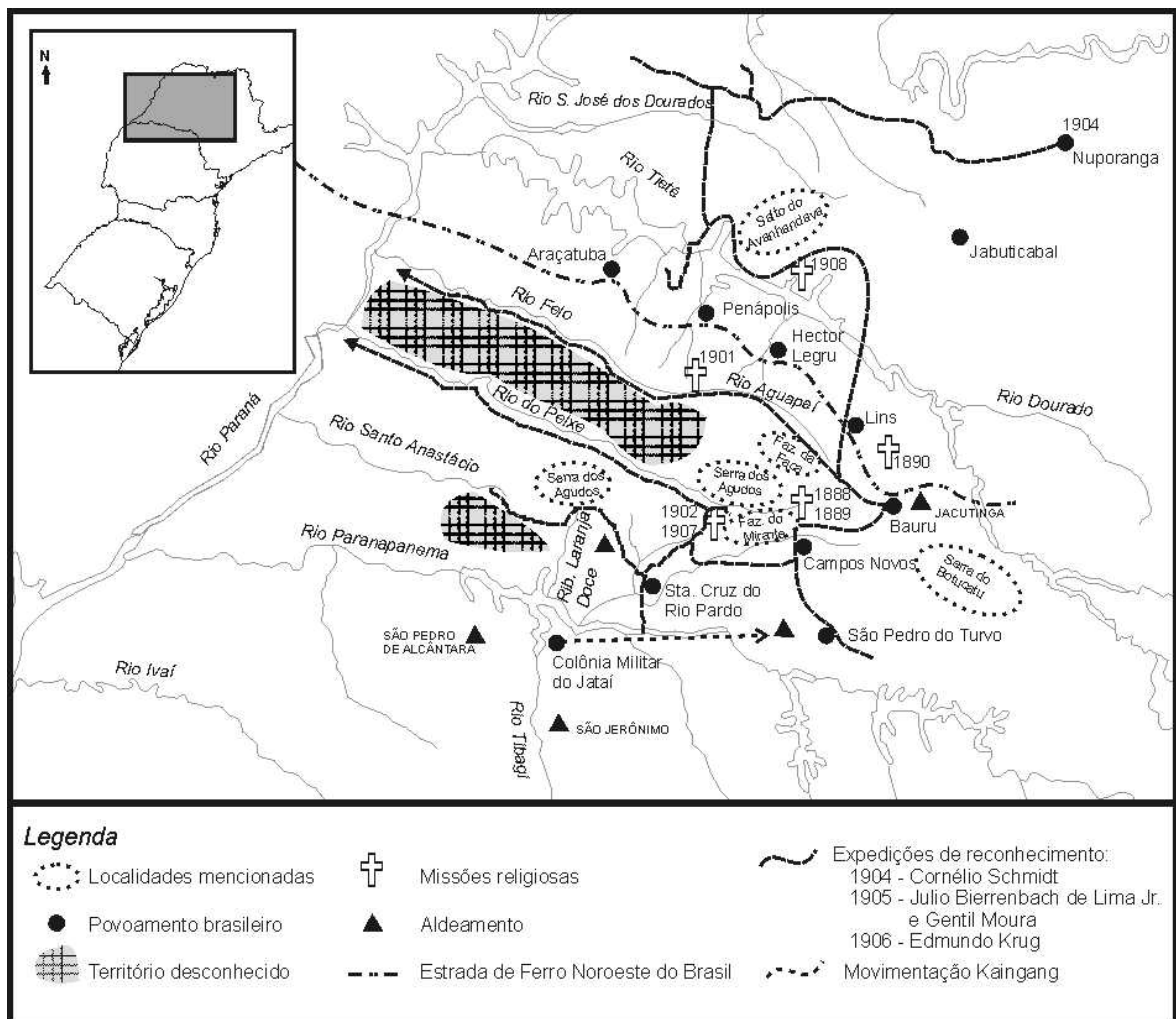 N
Rio S. José dos Dourados
1904
Nuporanga
Rio Tietê
Salto do
Avanhandava
Jabuticabal
Araçatuba
1908
Rio Feio
Penápolis
Hector
Legru
1901
Rio Aguapeí
Rio Dourado
Rio do Peixe
Lins
Rio Paraná
Rio Santo Anastácio
Faz. da
Faca
1890
Serra dos
Agudos
Serra dos
Agudos
1888
1889
1902
1907
Faz. do
Mirante
Bauru
JACUTINGA
Rio Paranapanema
Rib. Laranja
Doce
Campos Novos
Serra do
Botucatu
Sta. Cruz do
Rio Pardo
SÃO PEDRO
DE ALCÂNTARA
São Pedro do Turvo
Colônia Militar
do Jataí
Rio Ivaí
Rio Tibagi
SÃO JERÔNIMO
Legenda
Localidades mencionadas
Povoamento brasileiro
Território desconhecido
Missões religiosas
Aldeamento
Estrada de Ferro Noroeste do Brasil
Expedições de reconhecimento:
1904 - Cornélio Schmidt
1905 - Julio Bierrenbach de Lima Jr.
e Gentil Moura
1906 - Edmundo Krug
Movimentação Kaingang